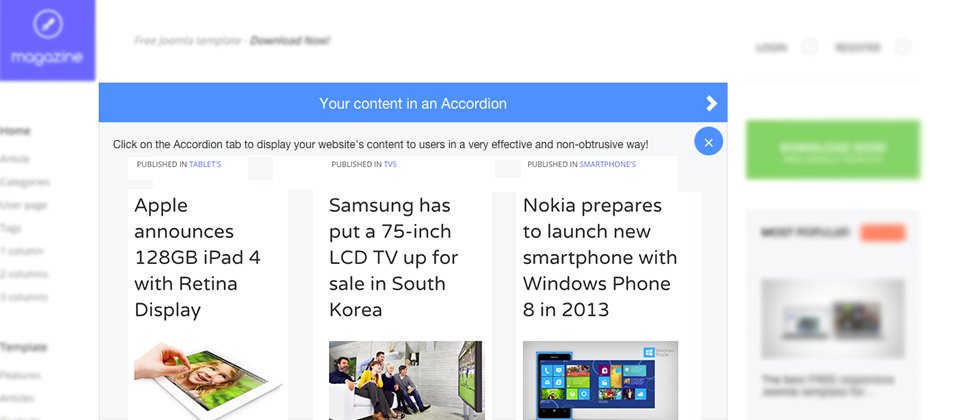 magazine
Free Joomla template - Download Now!
LOGIN
REGISTER
Your content in an Accordion
Click on the Accordion tab to display your website's content to users in a very effective and non-obtrusive way!
PUBLISHED IN TABLET'S
Apple
announces
128GB iPad 4
with Retina
Display
PUBLISHED IN TVS
Samsung has
put a 75-inch
LCD TV up for
sale in South
Korea
PUBLISHED IN SMARTPHONE'S
Nokia prepares
to launch new
smartphone with
Windows Phone
8 in 2013
Windows Phone
Home
Article
Categories
User page
Tags
1 column
2 columns
3 columns
Template
Features
Articles
DOWNLOAD NOW!
MOST POPULAR
The best FREE responsive
Joomla template for...